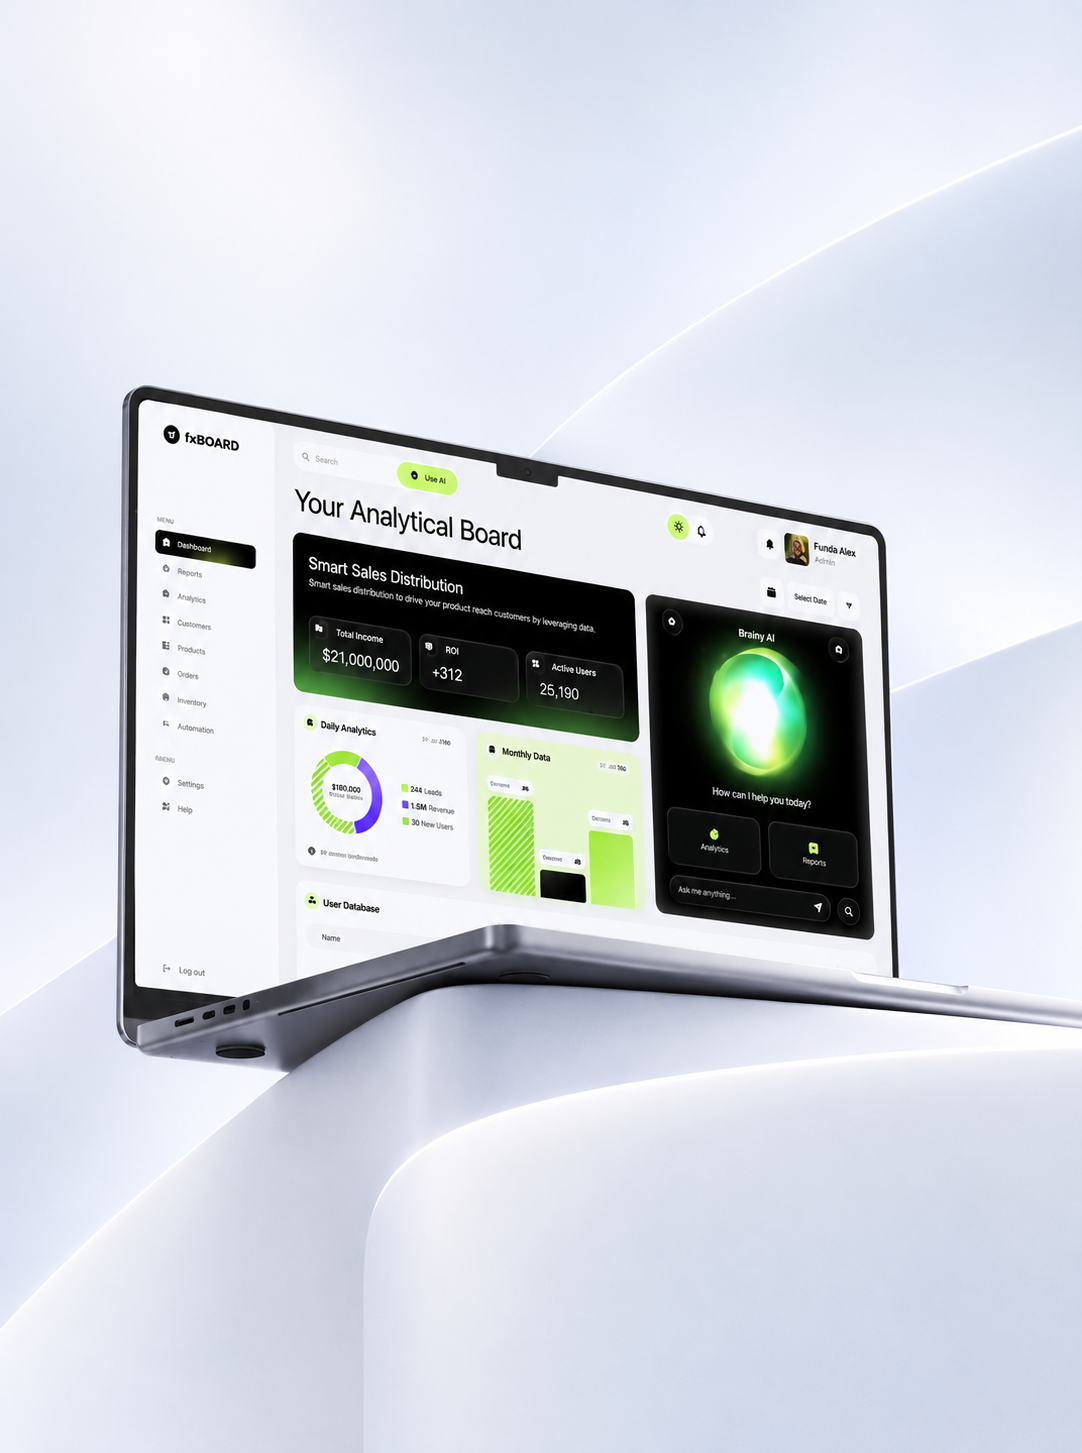 fxBOARD
Search
Use AI
Your Analytical Board
Funda Alex
Admin
Select Date
MENU
Dashboard
Reports
Analytics
Customers
Products
Orders
Inventory
Automation
Settings
Help
Log out
Smart Sales Distribution
Smart sales distribution to drive your product reach customers by leveraging data.
Total Income
$21,000,000
ROI
+312
Active Users
25,190
Daily Analytics
$180,000
244 Leads
1.5M Revenue
30 New Users
Monthly Data
User Database
Name
Brainy AI
How can I help you today?
Analytics
Reports
Ask me anything...